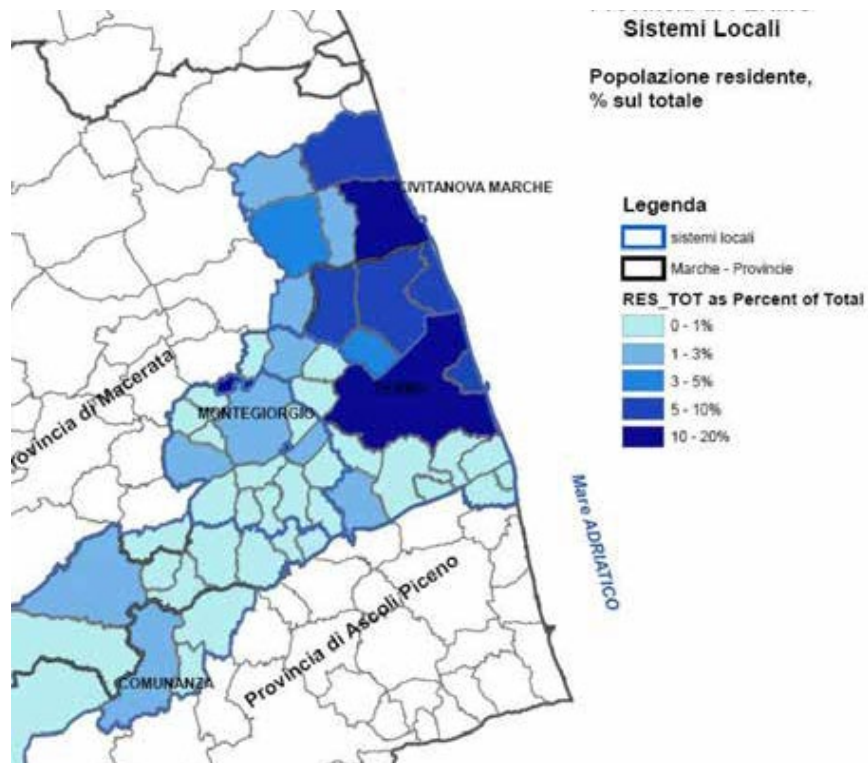 Sistemi Locali
Popolazione residente,
% sul totale
CIVITANOVA MARCHE
Legenda
sistemi locali
Marche - Provincie
RES_TOT as Percent of Total
0 - 1%
1 - 3%
3 - 5%
5 - 10%
10 - 20%
Provincia di Macerata
MONTEGIORGIO
Mare ADRIATICO
Provincia di Ascoli Piceno
COMUNANZA